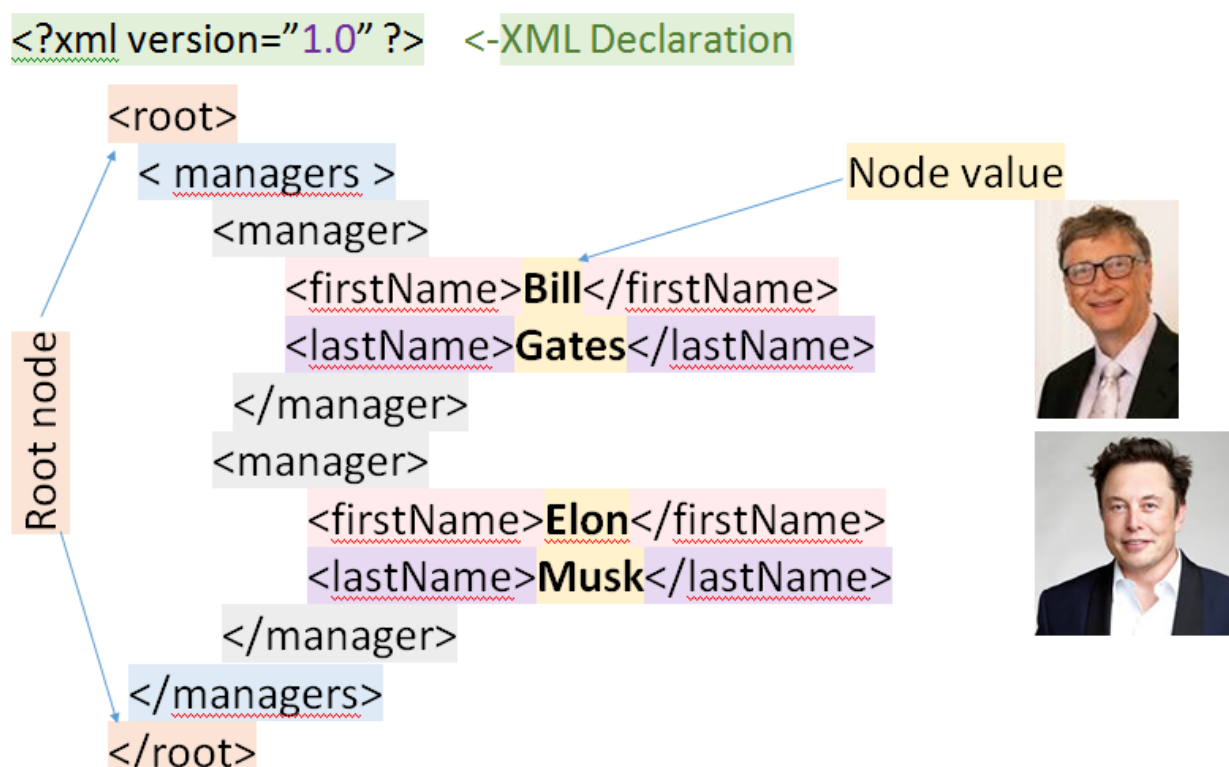 <?xml version=”1.0” ?> <-XML Declaration
<root>
< managers >
Node value
<manager>
<firstName>Bill</firstName>
<lastName>Gates</lastName>
</manager>
Root node
<manager>
<firstName>Elon</firstName>
<lastName>Musk</lastName>
</manager>
</managers>
</root>